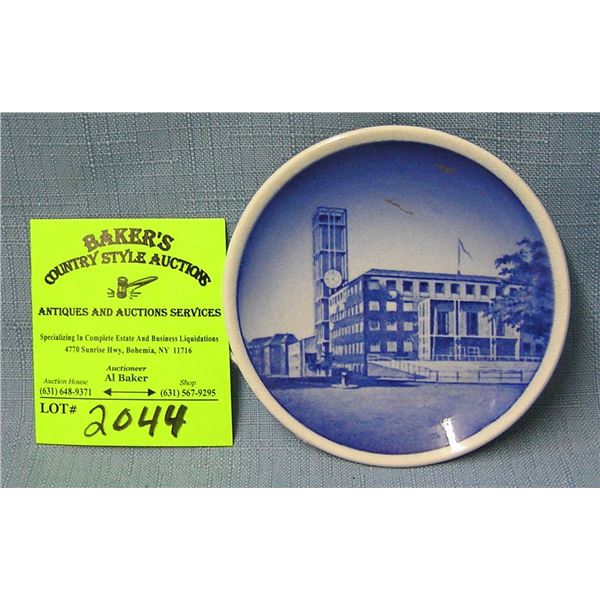 BAKER'S
COUNTRY STYLE AUCTIONS
ANTIQUES AND AUCTIONS SERVICES
Specializing In Complete Estate And Business Liquidations
4770 Sunrise Hwy, Bohemia, NY 11716
Auctioneer
Al Baker
Auction House Shop
(631) 648-9371 (631) 567-9295
LOT# 2044